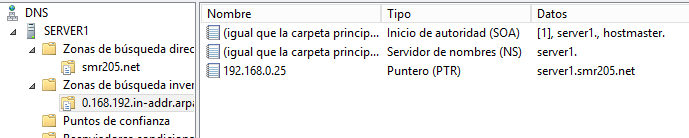 DNS
SERVER1
Zonas de búsqueda direc
smr205.net
Zonas de búsqueda inver
0.168.192.in-addr.arpa
Puntos de confianza
Nombre Tipo Datos
(igual que la carpeta princip... Inicio de autoridad (SOA) [1], server1., hostmaster.
(igual que la carpeta princip... Servidor de nombres (NS) server1.
192.168.0.25 Puntero (PTR) server1.smr205.net